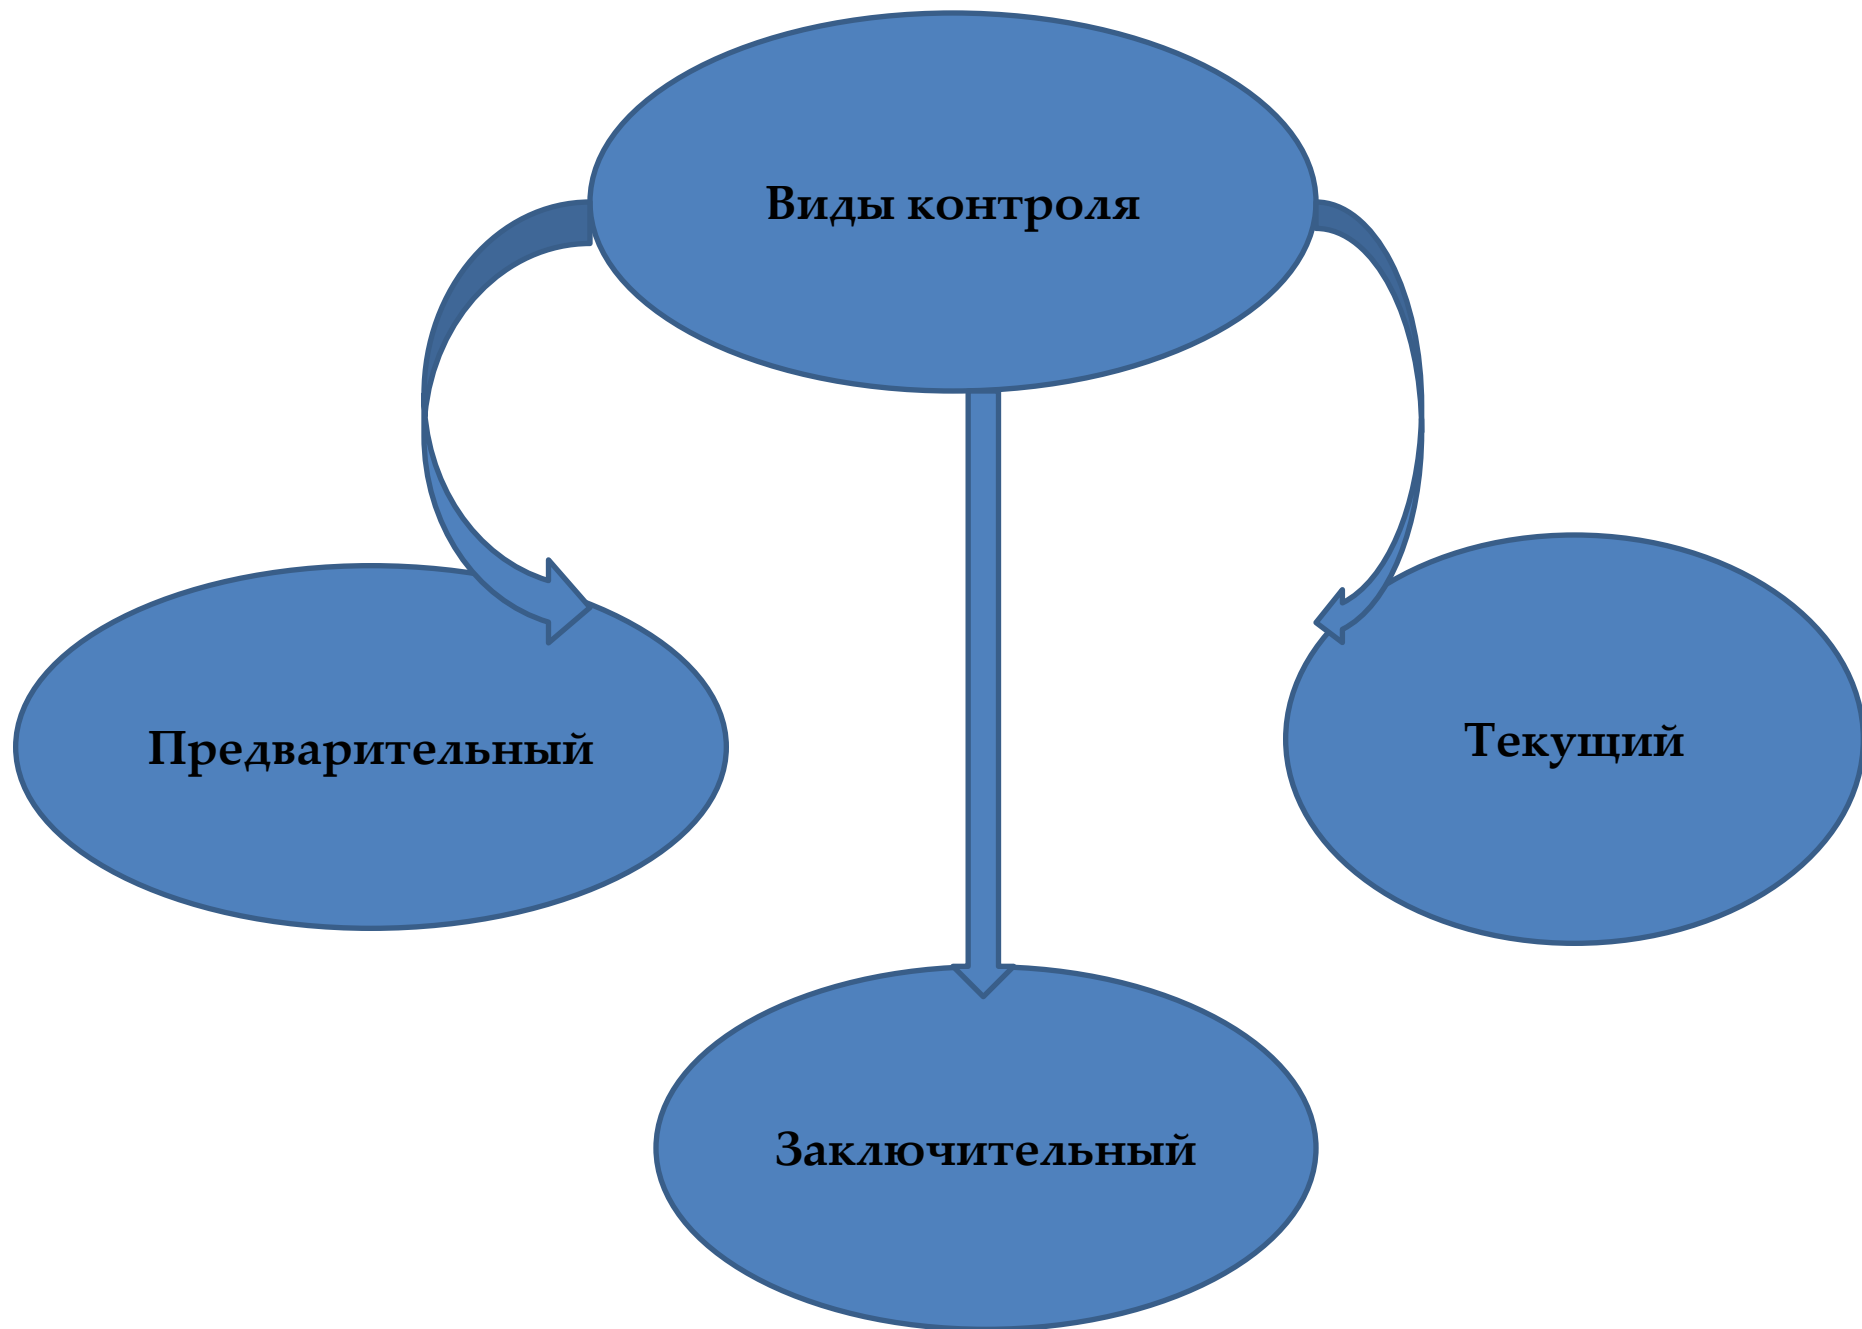 Виды контроля
Предварительный
Текущий
Заключительный